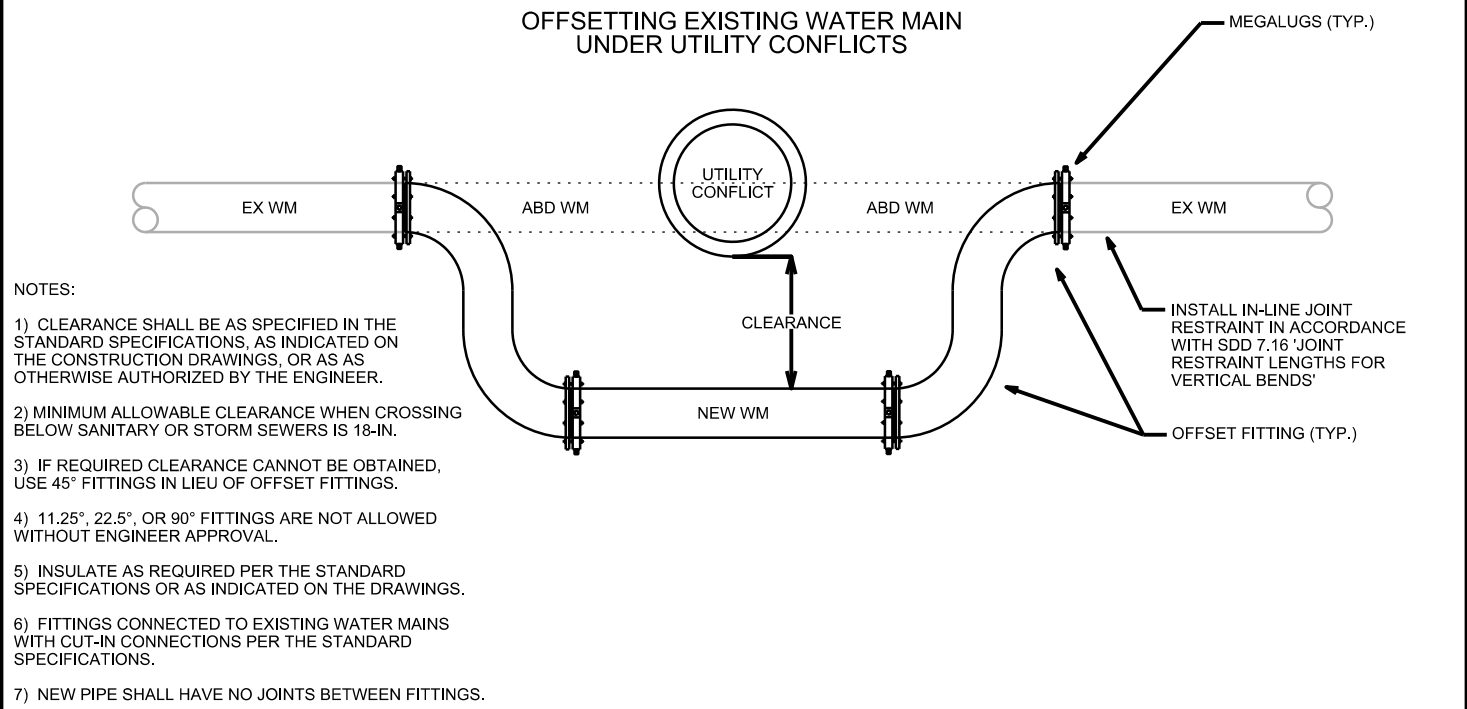 OFFSETTING EXISTING WATER MAIN
UNDER UTILITY CONFLICTS
MEGALUGS (TYP.)
UTILITY
CONFLICT
EX WM
ABD WM
ABD WM
EX WM
CLEARANCE
INSTALL IN-LINE JOINT
RESTRAINT IN ACCORDANCE
WITH SDD 7.16 'JOINT
RESTRAINT LENGTHS FOR
VERTICAL BENDS'
NEW WM
OFFSET FITTING (TYP.)
NOTES:
1) CLEARANCE SHALL BE AS SPECIFIED IN THE
STANDARD SPECIFICATIONS, AS INDICATED ON
THE CONSTRUCTION DRAWINGS, OR AS AS
OTHERWISE AUTHORIZED BY THE ENGINEER.
2) MINIMUM ALLOWABLE CLEARANCE WHEN CROSSING
BELOW SANITARY OR STORM SEWERS IS 18-IN.
3) IF REQUIRED CLEARANCE CANNOT BE OBTAINED,
USE 45° FITTINGS IN LIEU OF OFFSET FITTINGS.
4) 11.25°, 22.5°, OR 90° FITTINGS ARE NOT ALLOWED
WITHOUT ENGINEER APPROVAL.
5) INSULATE AS REQUIRED PER THE STANDARD
SPECIFICATIONS OR AS INDICATED ON THE DRAWINGS.
6) FITTINGS CONNECTED TO EXISTING WATER MAINS
WITH CUT-IN CONNECTIONS PER THE STANDARD
SPECIFICATIONS.
7) NEW PIPE SHALL HAVE NO JOINTS BETWEEN FITTINGS.